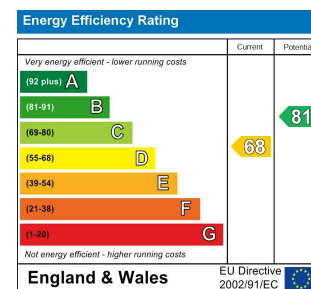 Energy Efficiency Rating
Current Potentia
Very energy efficient - lower running costs
(92 plus) A
(81-91) B
81
(69-80) C
68
(55-68) D
(39-54) E
(21-38) F
(1-20) G
Not energy efficient - higher running costs
England & Wales
EU Directive
2002/91/EC